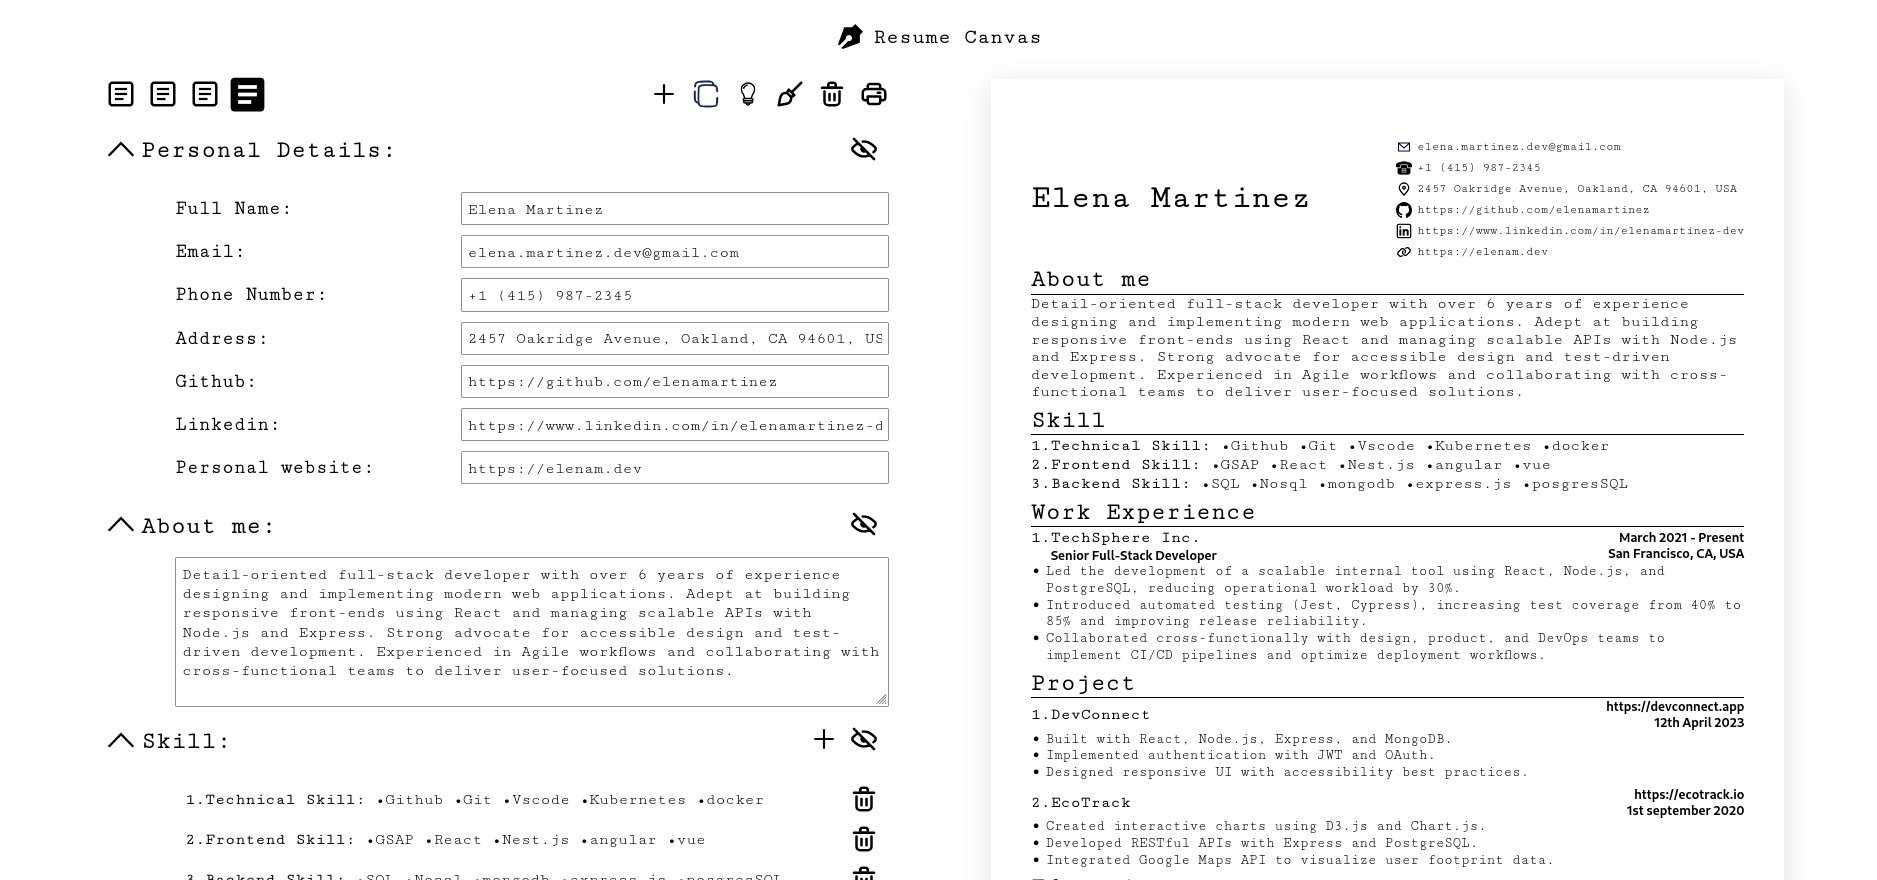 Resume Canvas
Personal Details:
Full Name:
Elena Martinez
Email:
elena.martinez.dev@gmail.com
Phone Number:
+1 (415) 987-2345
Address:
2457 Oakridge Avenue, Oakland, CA 94601, US
Github:
https://github.com/elenamartinez
Linkedin:
https://www.linkedin.com/in/elenamartinez-d
Personal website:
https://elenam.dev
About me:
Detail-oriented full-stack developer with over 6 years of experience
designing and implementing modern web applications. Adept at building
responsive front-ends using React and managing scalable APIs with
Node.js and Express. Strong advocate for accessible design and test-
driven development. Experienced in Agile workflows and collaborating with
cross-functional teams to deliver user-focused solutions.
Skill:
1.Technical Skill: •Github •Git •Vscode •Kubernetes •docker
2.Frontend Skill: •GSAP •React •Nest.js •angular •vue
3.Backend Skill: •SQL •Nosql •mongodb •express.js •posgresSQL
Elena Martinez
elena.martinez.dev@gmail.com
+1 (415) 987-2345
2457 Oakridge Avenue, Oakland, CA 94601, USA
https://github.com/elenamartinez
https://www.linkedin.com/in/elenamartinez-dev
https://elenam.dev
About me
Detail-oriented full-stack developer with over 6 years of experience
designing and implementing modern web applications. Adept at building
responsive front-ends using React and managing scalable APIs with Node.js
and Express. Strong advocate for accessible design and test-driven
development. Experienced in Agile workflows and collaborating with cross-
functional teams to deliver user-focused solutions.
Skill
1.Technical Skill: •Github •Git •Vscode •Kubernetes •docker
2.Frontend Skill: •GSAP •React •Nest.js •angular •vue
3.Backend Skill: •SQL •Nosql •mongodb •express.js •posgresSQL
Work Experience
1.TechSphere Inc.
March 2021 - Present
Senior Full-Stack Developer
San Francisco, CA, USA
• Led the development of a scalable internal tool using React, Node.js, and
PostgreSQL, reducing operational workload by 30%.
• Introduced automated testing (Jest, Cypress), increasing test coverage from 40% to
85% and improving release reliability.
• Collaborated cross-functionally with design, product, and DevOps teams to
implement CI/CD pipelines and optimize deployment workflows.
Project
1.DevConnect
https://devconnect.app
12th April 2023
• Built with React, Node.js, Express, and MongoDB.
• Implemented authentication with JWT and OAuth.
• Designed responsive UI with accessibility best practices.
2.EcoTrack
https://ecotrack.io
1st september 2020
• Created interactive charts using D3.js and Chart.js.
• Developed RESTful APIs with Express and PostgreSQL.
• Integrated Google Maps API to visualize user footprint data.